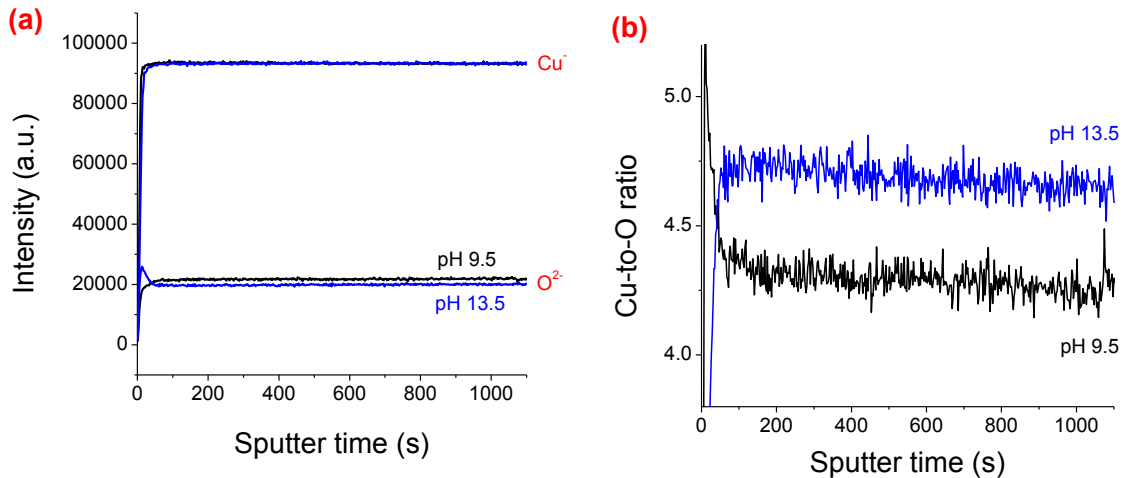 (a)
100000
80000
60000
40000
20000
0
Intensity (a.u.)
Cu⁻
pH 9.5
O²⁻
pH 13.5
0 200 400 600 800 1000
Sputter time (s)
(b)
5.0
4.5
4.0
Cu-to-O ratio
pH 13.5
pH 9.5
0 200 400 600 800 1000
Sputter time (s)